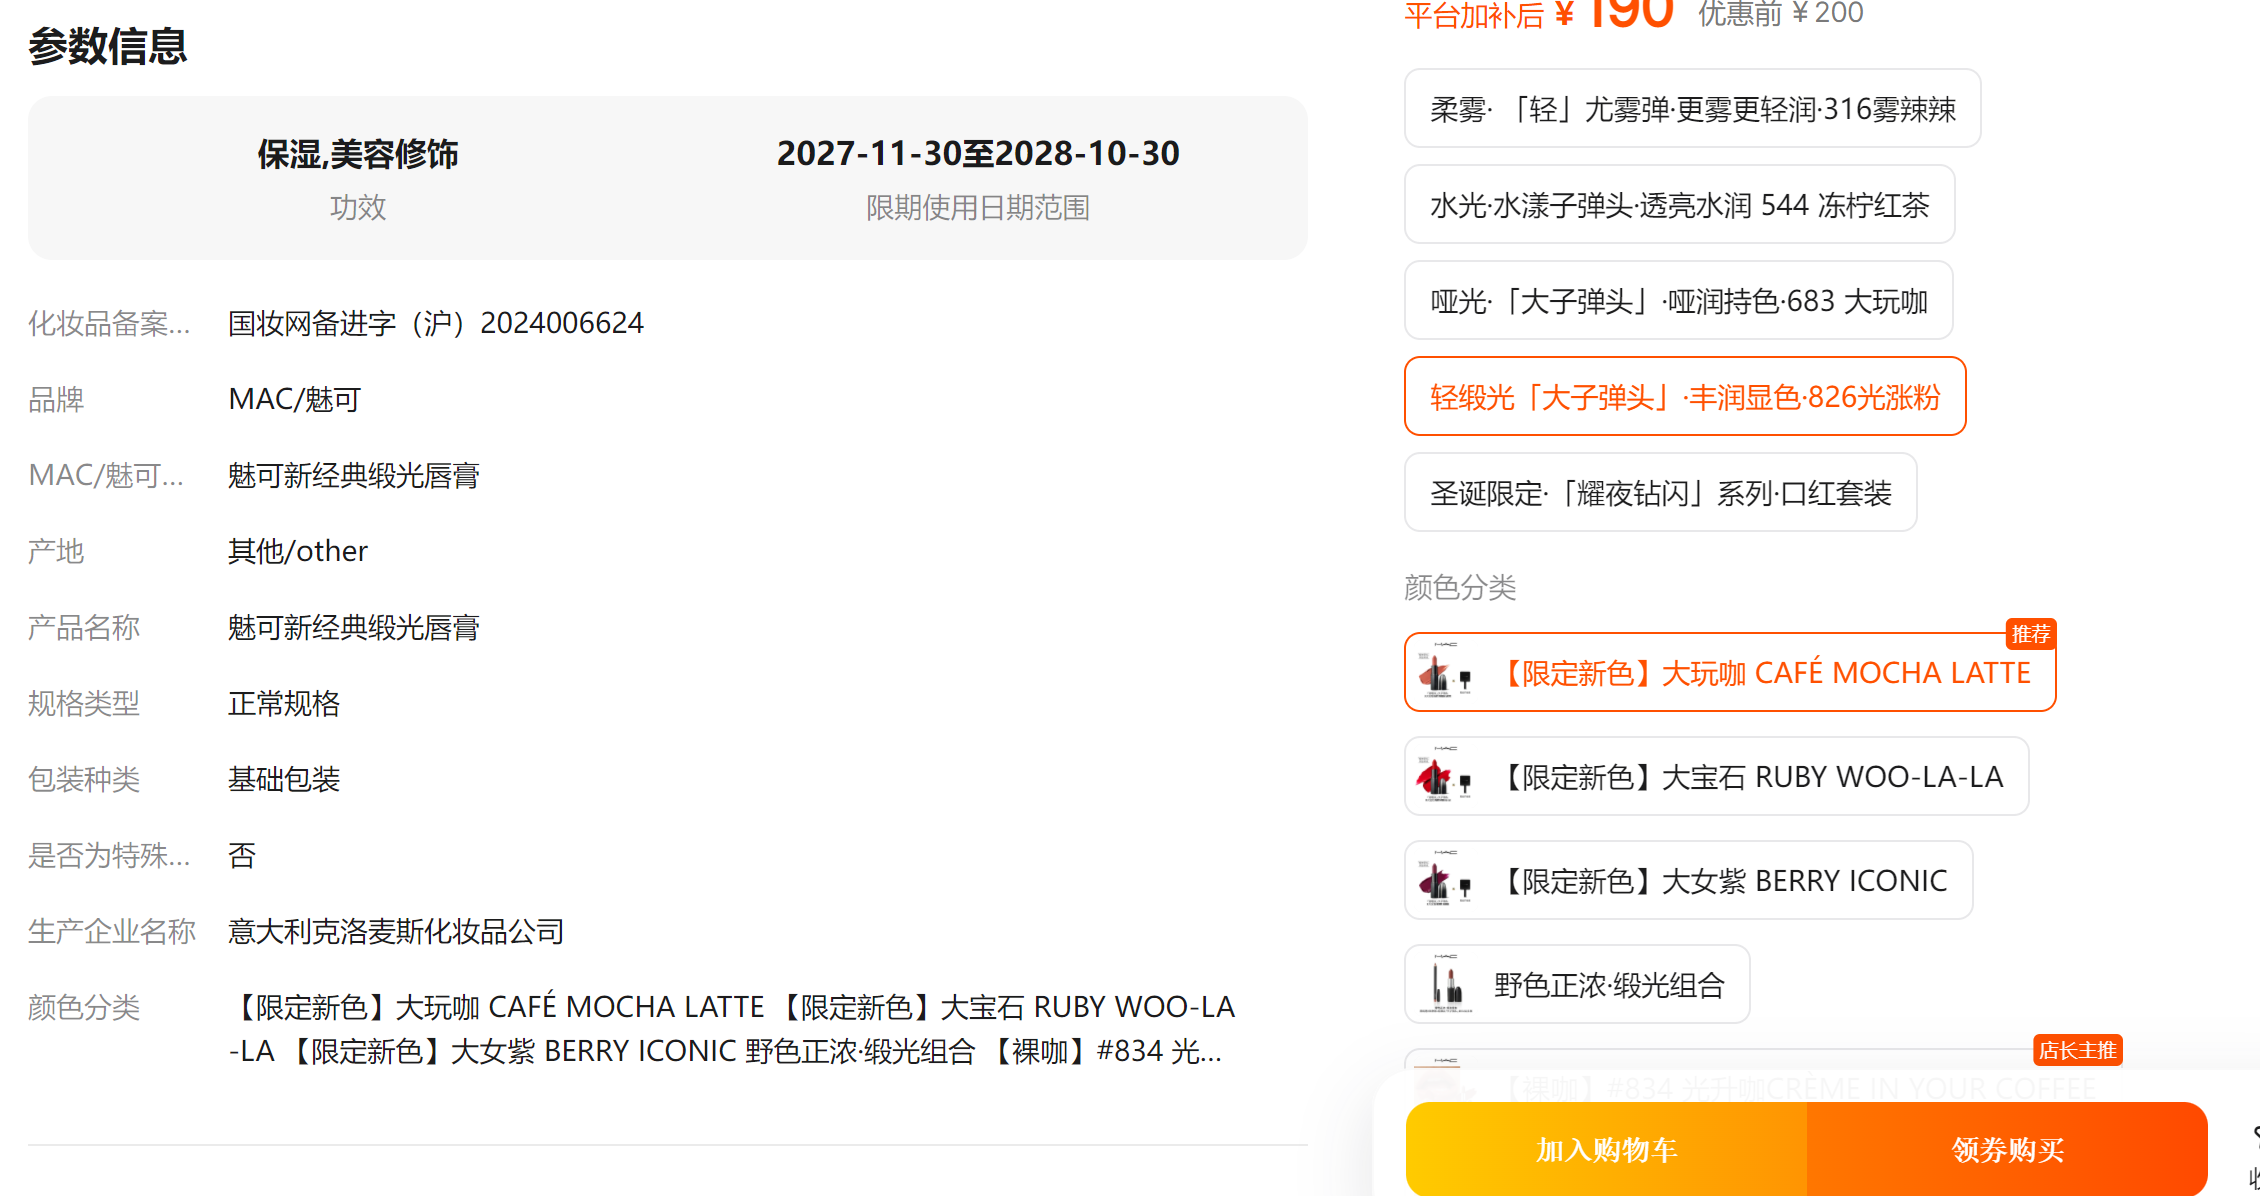 参数信息
保湿,美容修饰
功效
2027-11-30至2028-10-30
限期使用日期范围
化妆品备案... 国妆网备进字（沪）2024006624
品牌 MAC/魅可
MAC/魅可... 魅可新经典缎光唇膏
产地 其他/other
产品名称 魅可新经典缎光唇膏
规格类型 正常规格
包装种类 基础包装
是否为特殊... 否
生产企业名称 意大利克洛麦斯化妆品公司
颜色分类 【限定新色】大玩咖 CAFÉ MOCHA LATTE 【限定新色】大宝石 RUBY WOO-LA
-LA 【限定新色】大女紫 BERRY ICONIC 野色正浓·缎光组合 【裸咖】#834 光...
平台加补后 ¥ 190 优惠前 ¥200
柔雾·「轻」尤雾弹·更雾更轻润·316雾辣辣
水光·水漾子弹头·透亮水润 544 冻柠红茶
哑光·「大子弹头」·哑润持色·683 大玩咖
轻缎光「大子弹头」·丰润显色·826光涨粉
圣诞限定·「耀夜钻闪」系列·口红套装
颜色分类
推荐
【限定新色】大玩咖 CAFÉ MOCHA LATTE
【限定新色】大宝石 RUBY WOO-LA-LA
【限定新色】大女紫 BERRY ICONIC
野色正浓·缎光组合
店长主推
【裸咖】#834 光升咖CRÈME IN YOUR COFFEE
加入购物车
领券购买